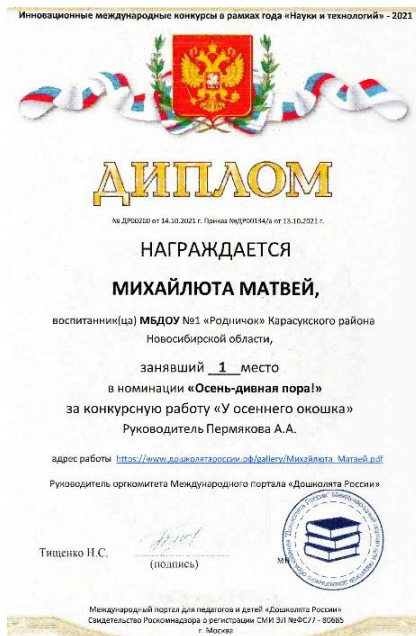 Инновационные международные конкурсы в рамках года «Науки и технологий» - 2021
ДИПЛОМ
№ ДР00200 от 14.10.2021 г. Приказ №ДР00184/а от 13.10.2021 г.
НАГРАЖДАЕТСЯ
МИХАЙЛЮТА МАТВЕЙ,
воспитанник(ца) МБДОУ №1 «Родничок» Карасукского района
Новосибирской области,
занявший 1 место
в номинации «Осень-дивная пора!»
за конкурсную работу «У осеннего окошка»
Руководитель Пермякова А.А.
адрес работы https://www.дошколятароссии.рф/gallery/Михайлюта_Матвей.pdf
Руководитель оргкомитета Международного портала «Дошколята России»
Тищенко Н.С.
(подпись)
Международный портал для педагогов и детей «Дошколята России»
Свидетельство Роскомнадзора о регистрации СМИ ЭЛ №ФС77 - 80685
г. Москва